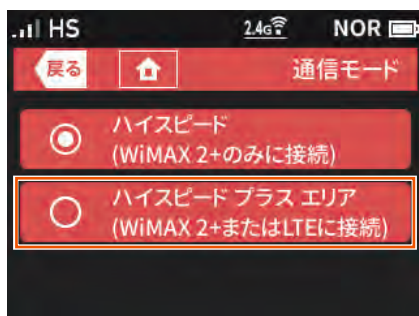 HS 2.4G NOR
戻る 通信モード
ハイスピード
(WiMAX 2+のみに接続)
ハイスピード プラス エリア
(WiMAX 2+またはLTEに接続)